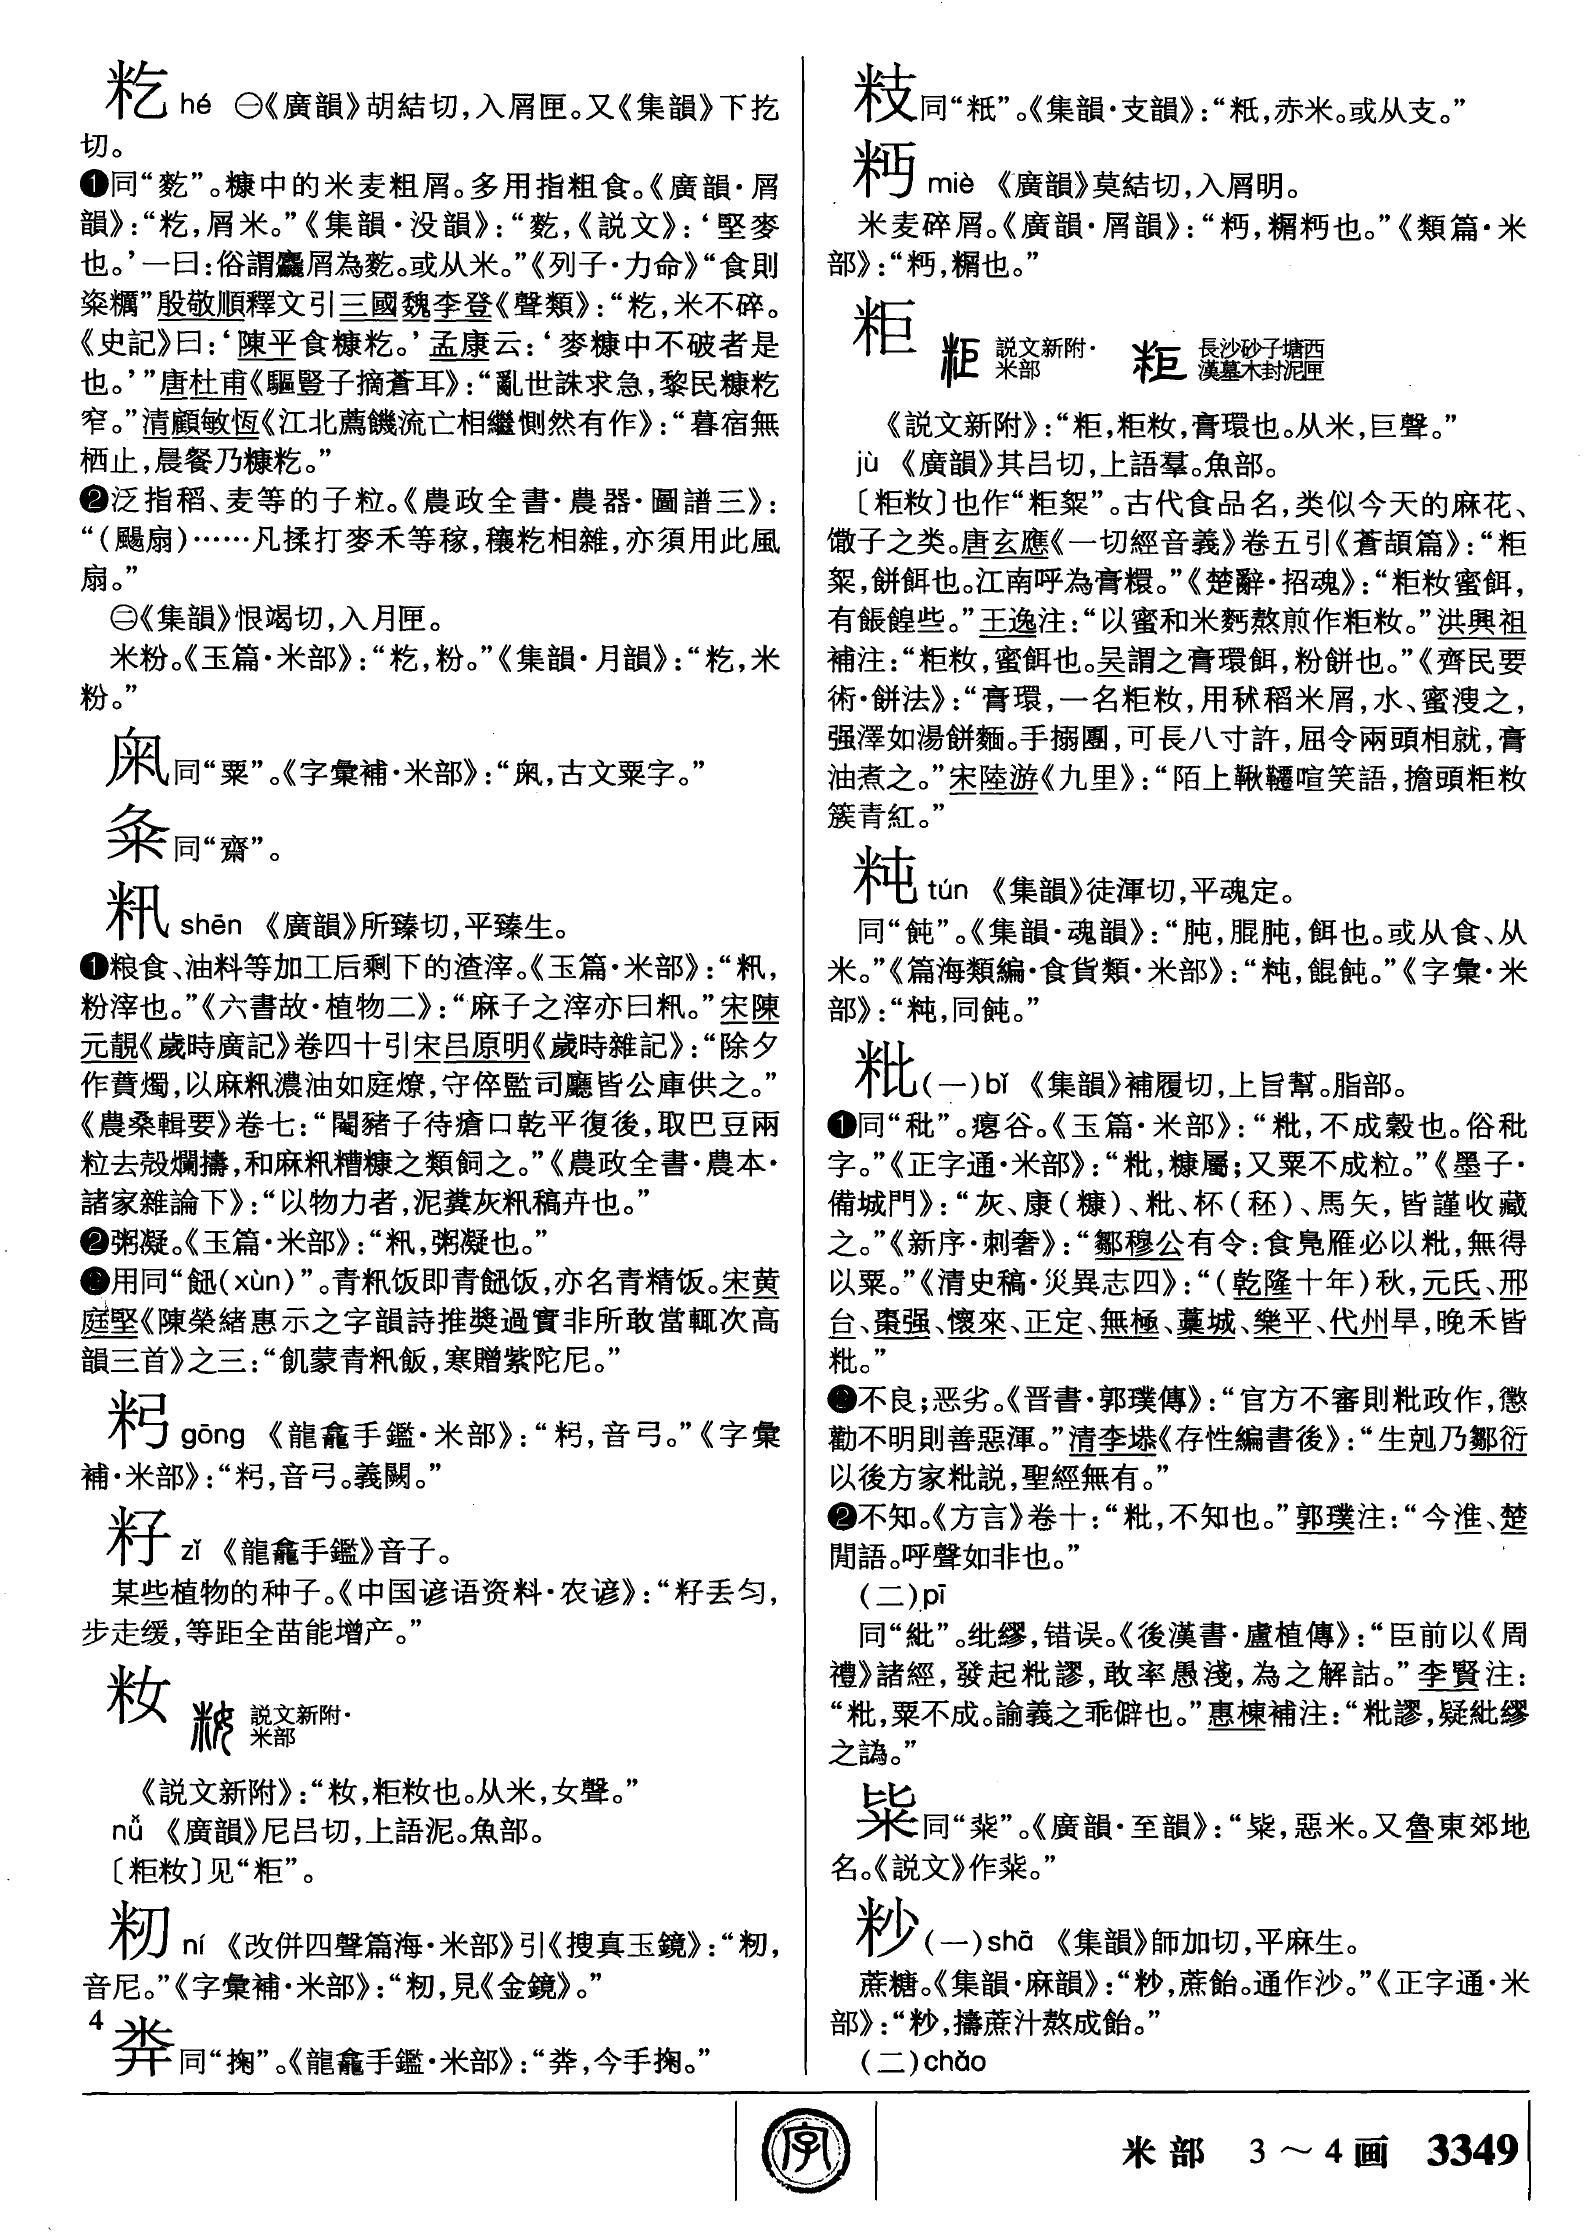 籺 hé ㊀《廣韻》胡結切，入屑匣。又《集韻》下扢
切。
❶同“麧”。糠中的米麦粗屑。多用指粗食。《廣韻·屑
韻》：“籺，屑米。”《集韻·没韻》：“麧，《説文》：‘堅麥
也。’一曰：俗謂麤屑為麧。或从米。”《列子·力命》“食則
粢糲”殷敬順釋文引三國魏李登《聲類》：“籺，米不碎。
《史記》曰：‘陳平食糠籺。’孟康云：‘麥糠中不破者是
也。’”唐杜甫《驅豎子摘蒼耳》：“亂世誅求急，黎民糠籺
窄。”清顧敏恆《江北薦饑流亡相繼惻然有作》：“暮宿無
栖止，晨餐乃糠籺。”
❷泛指稻、麦等的子粒。《農政全書·農器·圖譜三》：
“(颺扇)……凡揉打麥禾等稼，穰籺相雜，亦須用此風
扇。”
㊁《集韻》恨竭切，入月匣。
米粉。《玉篇·米部》：“籺，粉。”《集韻·月韻》：“籺，米
粉。”
同“粟”。《字彙補·米部》：“，古文粟字。”
同“齋”。
籸 shēn 《廣韻》所臻切，平臻生。
❶粮食、油料等加工后剩下的渣滓。《玉篇·米部》：“籸，
粉滓也。”《六書故·植物二》：“麻子之滓亦曰籸。”宋陳
元靚《歲時廣記》卷四十引宋吕原明《歲時雜記》：“除夕
作蕡燭，以麻籸濃油如庭燎，守倅監司廳皆公庫供之。”
《農桑輯要》卷七：“閹豬子待瘡口乾平復後，取巴豆兩
粒去殻爛擣，和麻籸糟糠之類飼之。”《農政全書·農本·
諸家雜論下》：“以物力者，泥糞灰籸稿卉也。”
❷粥凝。《玉篇·米部》：“籸，粥凝也。”
❸用同“䬠(xùn)”。青籸饭即青䬠饭，亦名青精饭。宋黄
庭堅《陳榮緒惠示之字韻詩推獎過實非所敢當輒次高
韻三首》之三：“飢蒙青籸飯，寒贈紫陀尼。”
䊄 gōng 《龍龕手鑑·米部》：“䊄，音弓。”《字彙
補·米部》：“䊄，音弓。義闕。”
籽 zǐ 《龍龕手鑑》音子。
某些植物的种子。《中国谚语资料·农谚》：“籽丢匀，
步走缓，等距全苗能增产。”
籹 説文新附·
米部
《説文新附》：“籹，粔籹也。从米，女聲。”
nǚ 《廣韻》尼吕切，上語泥。魚部。
〔粔籹〕见“粔”。
籾 ní 《改併四聲篇海·米部》引《搜真玉鏡》：“籾，
音尼。”《字彙補·米部》：“籾，見《金鏡》。”
4
同“掬”。《龍龕手鑑·米部》：“，今手掬。”
䊼同“粖”。《集韻·支韻》：“，赤米。或从支。”
miè 《廣韻》莫結切，入屑明。
米麦碎屑。《廣韻·屑韻》：“，糏也。”《類篇·米
部》：“，糏也。”
粔 説文新附·
米部 長沙砂子塘西
漢墓木封泥匣
《説文新附》：“粔，粔籹，膏環也。从米，巨聲。”
jù 《廣韻》其吕切，上語羣。魚部。
〔粔籹〕也作“粔絮”。古代食品名，类似今天的麻花、
馓子之类。唐玄應《一切經音義》卷五引《蒼頡篇》：“粔
絮，餅餌也。江南呼為膏糫。”《楚辭·招魂》：“粔籹蜜餌，
有餦餭些。”王逸注：“以蜜和米麪熬煎作粔籹。”洪興祖
補注：“粔籹，蜜餌也。吴謂之膏環餌，粉餅也。”《齊民要
術·餅法》：“膏環，一名粔籹，用秫稻米屑，水、蜜溲之，
强澤如湯餅麵。手搦團，可長八寸許，屈令兩頭相就，膏
油煮之。”宋陸游《九里》：“陌上鞦韆喧笑語，擔頭粔籹
簇青紅。”
粇 tún 《集韻》徒渾切，平魂定。
同“飩”。《集韻·魂韻》：“肫，䐊肫，餌也。或从食、从
米。”《篇海類編·食貨類·米部》：“，餛飩。”《字彙·米
部》：“，同飩。”
粃(一)bǐ 《集韻》補履切，上旨幫。脂部。
❶同“秕”。瘪谷。《玉篇·米部》：“粃，不成穀也。俗秕
字。”《正字通·米部》：“粃，糠屬；又粟不成粒。”《墨子·
備城門》：“灰、康(糠)、粃、杯(秠)、馬矢，皆謹收藏
之。”《新序·刺奢》：“鄒穆公有令：食鳧雁必以粃，無得
以粟。”《清史稿·災異志四》：“(乾隆十年)秋，元氏、邢
台、棗强、懷來、正定、無極、藁城、樂平、代州旱，晚禾皆
粃。”
❷不良；恶劣。《晋書·郭璞傳》：“官方不審則粃政作，懲
勸不明則善惡渾。”清李塨《存性編書後》：“生剋乃鄒衍
以後方家粃説，聖經無有。”
❷不知。《方言》卷十：“粃，不知也。”郭璞注：“今淮、楚
閒語。呼聲如非也。”
(二)pī
同“紕”。纰繆，错误。《後漢書·盧植傳》：“臣前以《周
禮》諸經，發起粃謬，敢率愚淺，為之解詁。”李賢注：
“粃，粟不成。諭義之乖僻也。”惠棟補注：“粃謬，疑紕繆
之譌。”
粊同“䊧”。《廣韻·至韻》：“粊，惡米。又魯東郊地
名。《説文》作。”
粆(一)shā 《集韻》師加切，平麻生。
蔗糖。《集韻·麻韻》：“粆，蔗飴。通作沙。”《正字通·米
部》：“粆，擣蔗汁熬成飴。”
(二)chǎo
字
米部 3～4画 3349